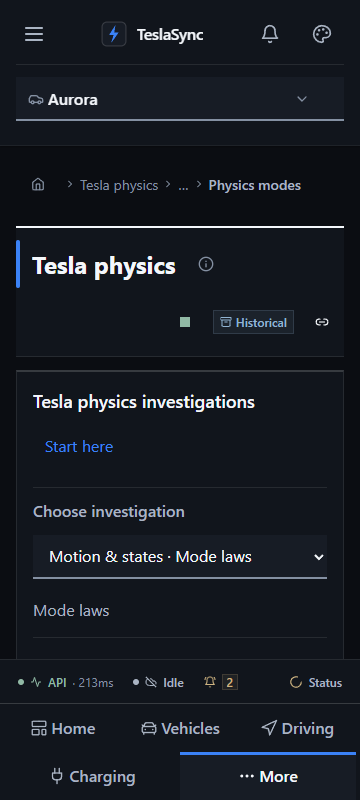 TeslaSync
Aurora
Tesla physics ... Physics modes
Tesla physics
Historical
Tesla physics investigations
Start here
Choose investigation
Motion & states · Mode laws
Mode laws
API · 213ms Idle 2 Status
Home Vehicles Driving
Charging ··· More